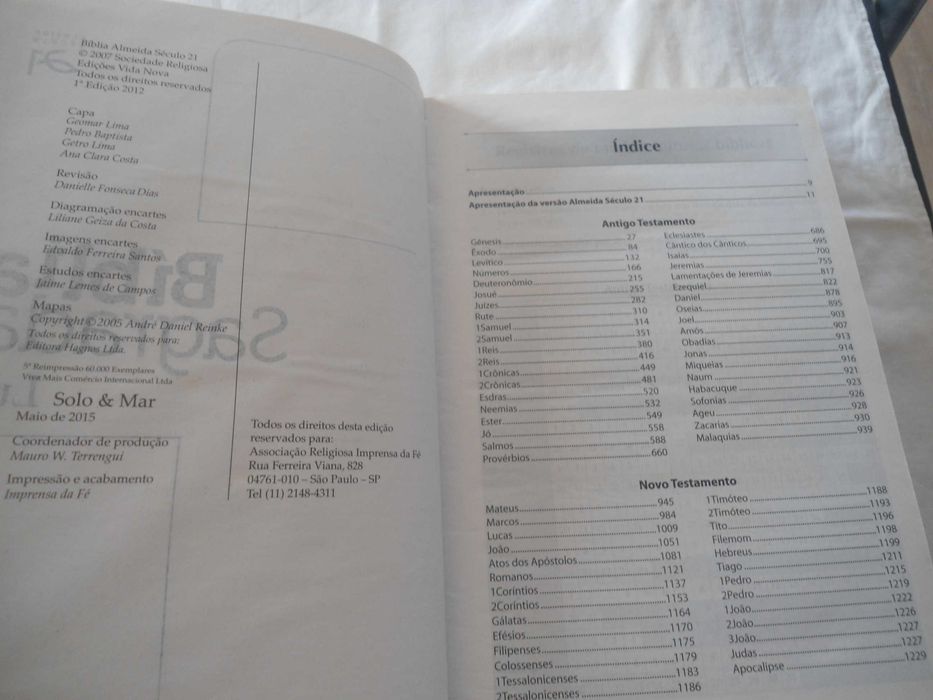 Bíblia Almeida Século 21
© 2007 Sociedade Religiosa
Edições Vida Nova
Todos os direitos reservados
1ª Edição 2012
Capa
Geomar Lima
Pedro Baptista
Getro Lima
Ana Clara Costa
Revisão
Danielle Fonseca Dias
Diagramação encartes
Liliane Geiza da Costa
Imagens encartes
Edvaldo Ferreira Santos
Estudos encartes
Jaime Lemes de Campos
Mapas
Copyright © 2005 André Daniel Reinke
Todos os direitos reservados para:
Editora Hagnos Ltda.
5ª Reimpressão 60.000 Exemplares
Viva Mais Comércio Internacional Ltda
Solo & Mar
Maio de 2015
Coordenador de produção
Mauro W. Terrengui
Impressão e acabamento
Imprensa da Fé
Todos os direitos desta edição
reservados para:
Associação Religiosa Imprensa da Fé
Rua Ferreira Viana, 828
04761-010 – São Paulo – SP
Tel (11) 2148-4311
Índice
Apresentação 9
Apresentação da versão Almeida Século 21 11
Antigo Testamento
Gênesis 27
Êxodo 84
Levítico 132
Números 166
Deuteronômio 215
Josué 255
Juízes 282
Rute 310
1Samuel 314
2Samuel 351
1Reis 380
2Reis 416
1Crônicas 449
2Crônicas 481
Esdras 520
Neemias 532
Ester 549
Jó 558
Salmos 588
Provérbios 660
Eclesiastes 686
Cântico dos Cânticos 695
Isaías 700
Jeremias 755
Lamentações de Jeremias 817
Ezequiel 822
Daniel 878
Oseias 895
Joel 903
Amós 907
Obadias 913
Jonas 914
Miqueias 916
Naum 921
Habacuque 923
Sofonias 926
Ageu 928
Zacarias 930
Malaquias 939
Novo Testamento
Mateus 945
Marcos 984
Lucas 1009
João 1051
Atos dos Apóstolos 1081
Romanos 1121
1Coríntios 1137
2Coríntios 1153
Gálatas 1164
Efésios 1170
Filipenses 1175
Colossenses 1179
1Tessalonicenses 1183
2Tessalonicenses 1186
1Timóteo 1188
2Timóteo 1193
Tito 1196
Filemom 1198
Hebreus 1199
Tiago 1211
1Pedro 1215
2Pedro 1219
1João 1222
2João 1226
3João 1227
Judas 1227
Apocalipse 1229